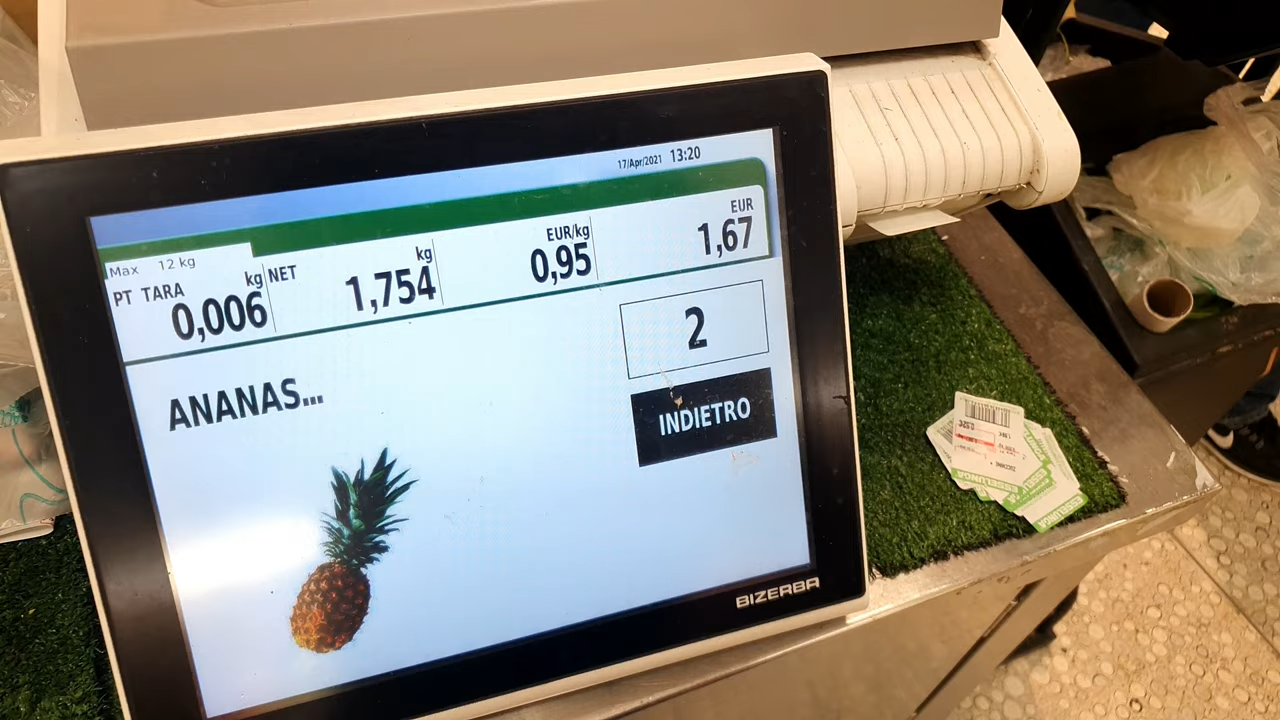 17/Apr/2021 13:20
Max 12 kg
PT TARA kg
0,006
NET kg
1,754
EUR/kg
0,95
EUR
1,67
2
ANANAS...
INDIETRO
BIZERBA
ESSELUNGA